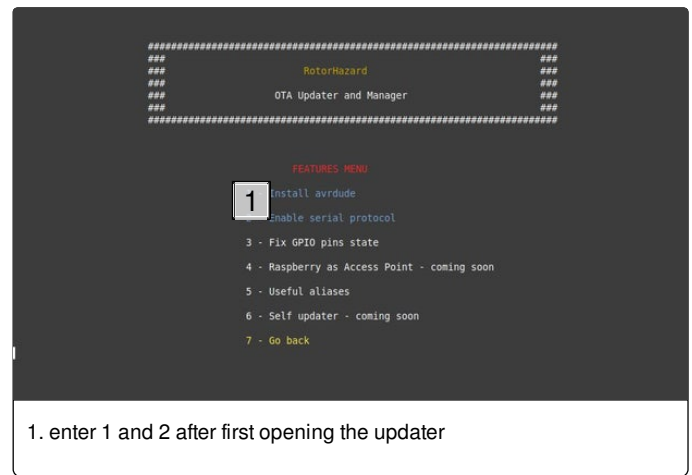 ######################################################################
### ###
### RotorHazard ###
### ###
### OTA Updater and Manager ###
### ###
######################################################################
FEATURES MENU
1
Install avrdude
Enable serial protocol
3 - Fix GPIO pins state
4 - Raspberry as Access Point - coming soon
5 - Useful aliases
6 - Self updater - coming soon
7 - Go back
1. enter 1 and 2 after first opening the updater